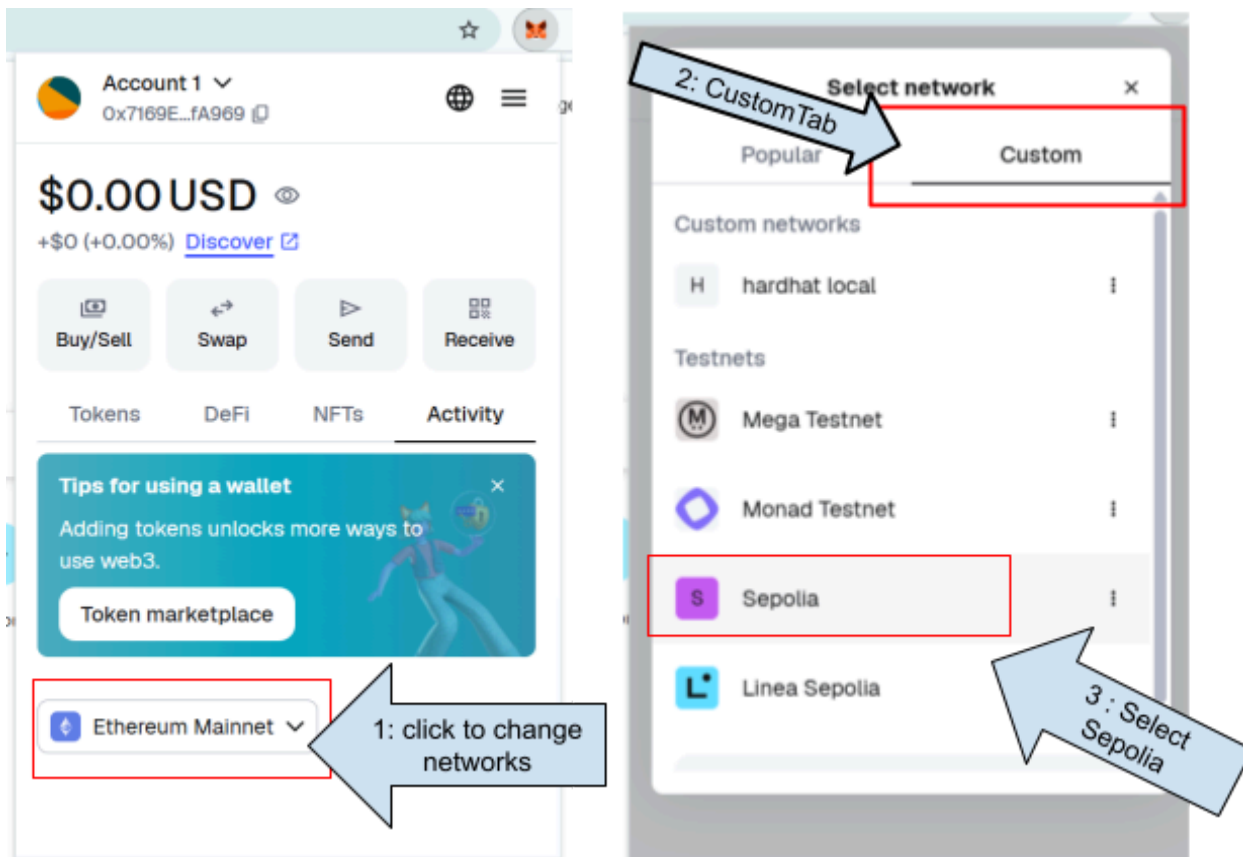 Account 1
0x7169E...fA969
$0.00 USD
+$0 (+0.00%) Discover
Buy/Sell
Swap
Send
Receive
Tokens
DeFi
NFTs
Activity
Tips for using a wallet
Adding tokens unlocks more ways to
use web3.
Token marketplace
Ethereum Mainnet
1: click to change
networks
Select network
2: CustomTab
Popular
Custom
Custom networks
H
hardhat local
Testnets
M
Mega Testnet
Monad Testnet
S
Sepolia
L
Linea Sepolia
3 : Select
Sepolia